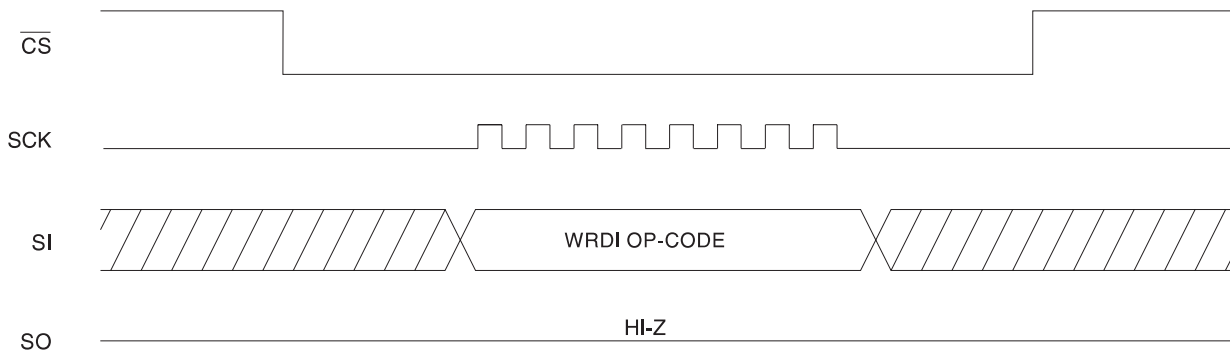 CS
SCK
SI
WRDI OP-CODE
HI-Z
SO